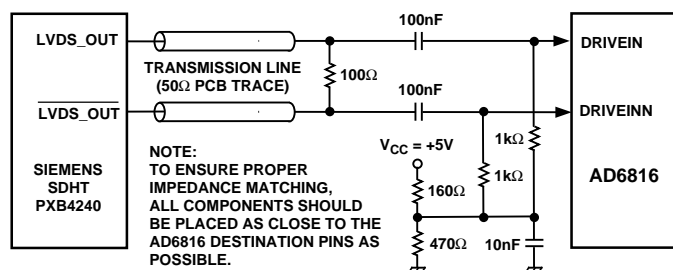 LVDS_OUT
100nF
DRIVEIN
TRANSMISSION LINE
(50Ω PCB TRACE)
100Ω
100nF
LVDS_OUT
DRIVEINN
SIEMENS
SDHT
PXB4240
NOTE:
TO ENSURE PROPER
IMPEDANCE MATCHING,
ALL COMPONENTS SHOULD
BE PLACED AS CLOSE TO THE
AD6816 DESTINATION PINS AS
POSSIBLE.
VCC = +5V
160Ω
470Ω
1kΩ
1kΩ
10nF
AD6816